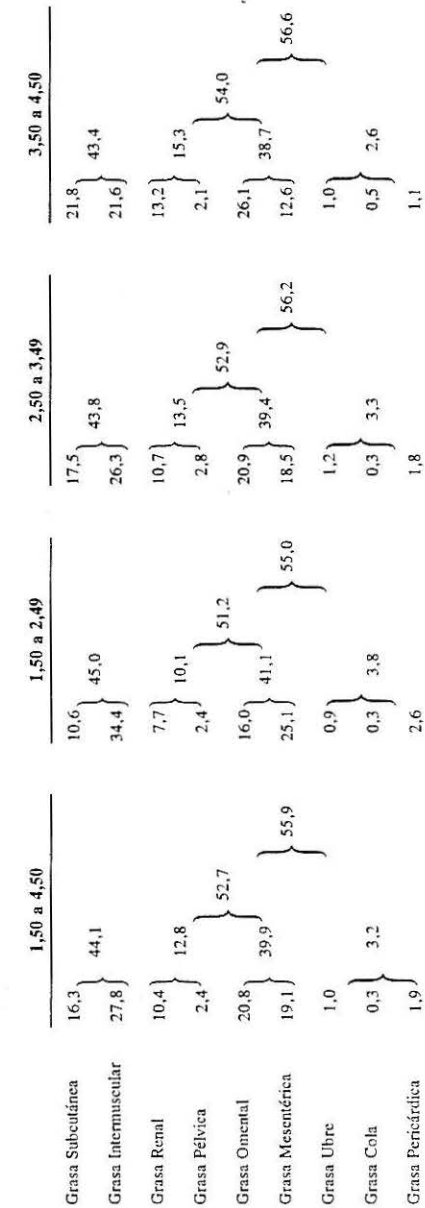 1,50 a 4,50 1,50 a 2,49 2,50 a 3,49 3,50 a 4,50
Grasa Subcutánea 16,3 10,6 17,5 21,8
44,1 45,0 43,8 43,4
Grasa Intermuscular 27,8 34,4 26,3 21,6
Grasa Renal 10,4 7,7 10,7 13,2
12,8 10,1 13,5 15,3
Grasa Pélvica 2,4 2,4 2,8 2,1
52,7 51,2 52,9 54,0
Grasa Omental 20,8 16,0 20,9 26,1
39,9 41,1 39,4 38,7
Grasa Mesentérica 19,1 55,9 25,1 55,0 18,5 56,2 12,6 56,6
Grasa Ubre 1,0 0,9 1,2 1,0
Grasa Cola 0,3 3,2 0,3 3,8 0,3 3,3 0,5 2,6
Grasa Pericárdica 1,9 2,6 1,8 1,1